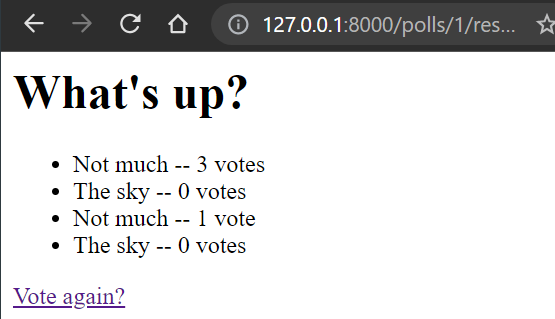 127.0.0.1:8000/polls/1/res...
What's up?
• Not much -- 3 votes
• The sky -- 0 votes
• Not much -- 1 vote
• The sky -- 0 votes
Vote again?